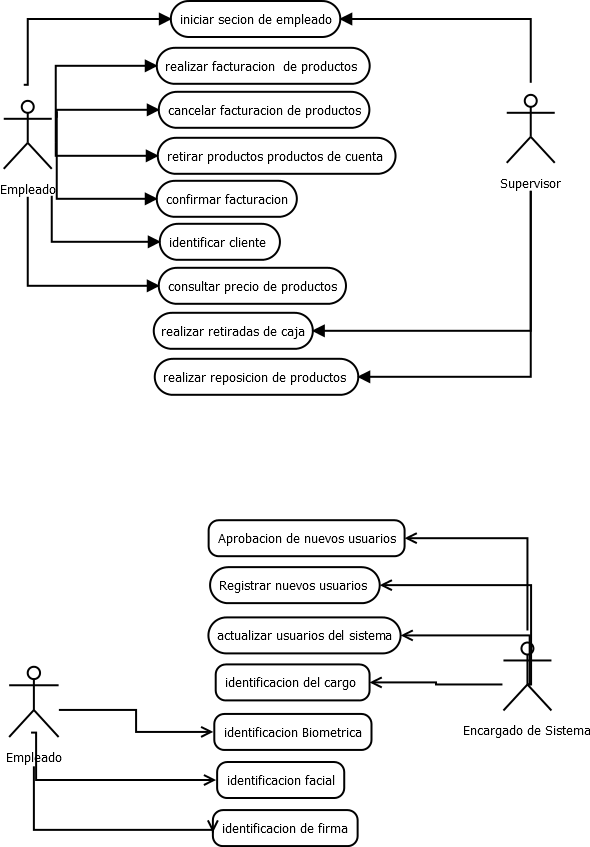 iniciar secion de empleado
realizar facturacion de productos
cancelar facturacion de productos
retirar productos productos de cuenta
Empleado
Supervisor
confirmar facturacion
identificar cliente
consultar precio de productos
realizar retiradas de caja
realizar reposicion de productos
Aprobacion de nuevos usuarios
Registrar nuevos usuarios
actualizar usuarios del sistema
identificacion del cargo
identificacion Biometrica
Encargado de Sistema
Empleado
identificacion facial
identificacion de firma